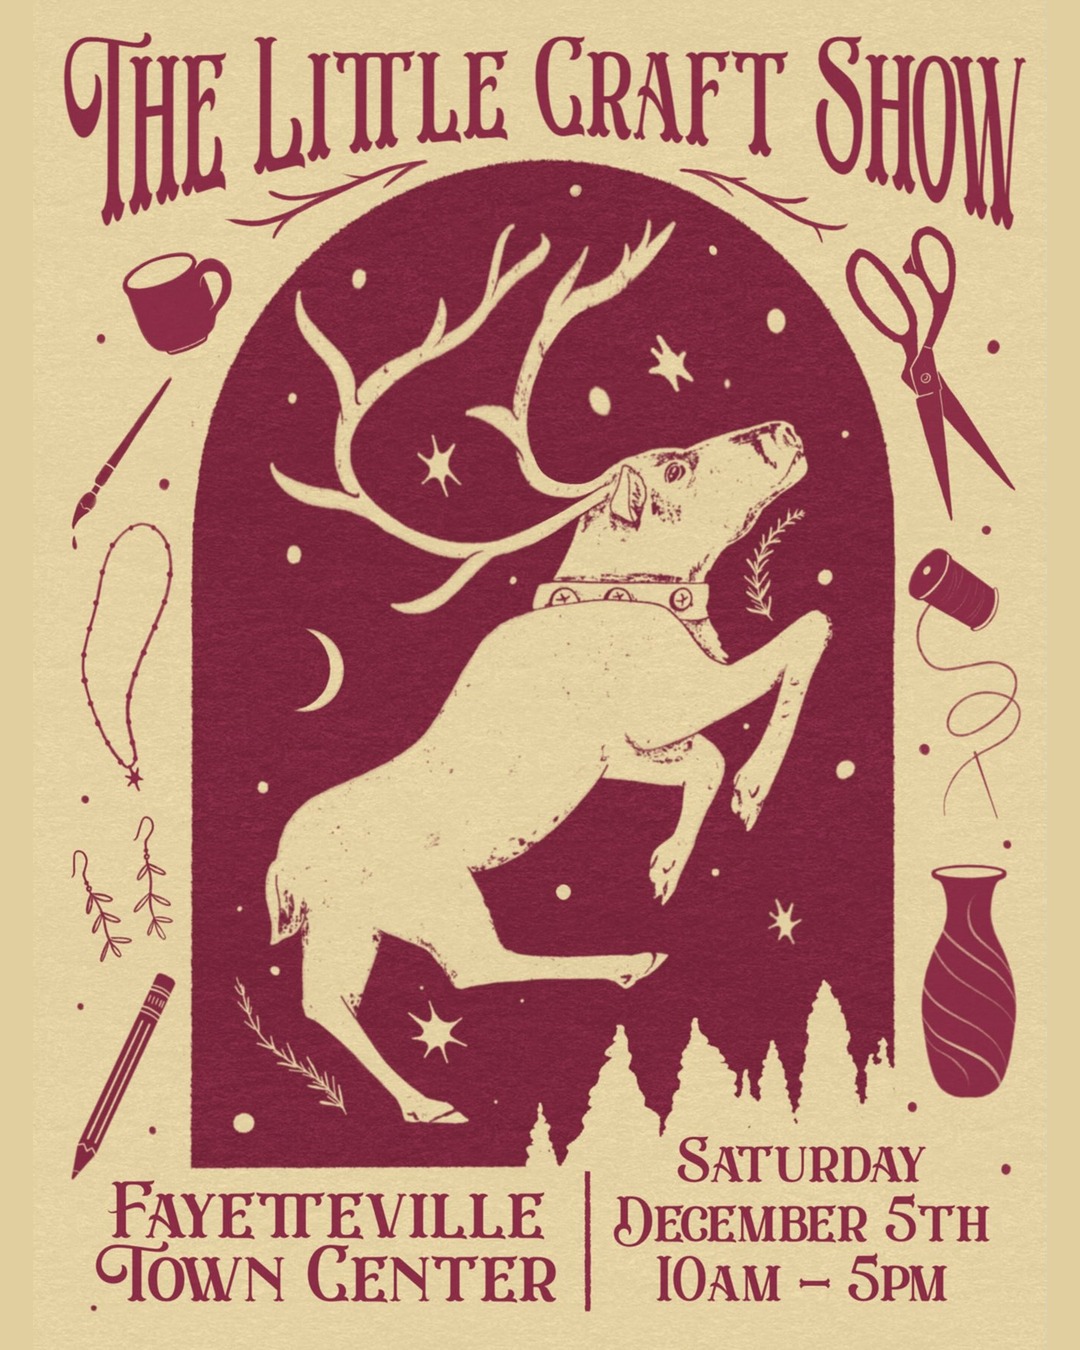 The Little Craft Show
Fayetteville
Town Center
Saturday
December 5th
10am – 5pm